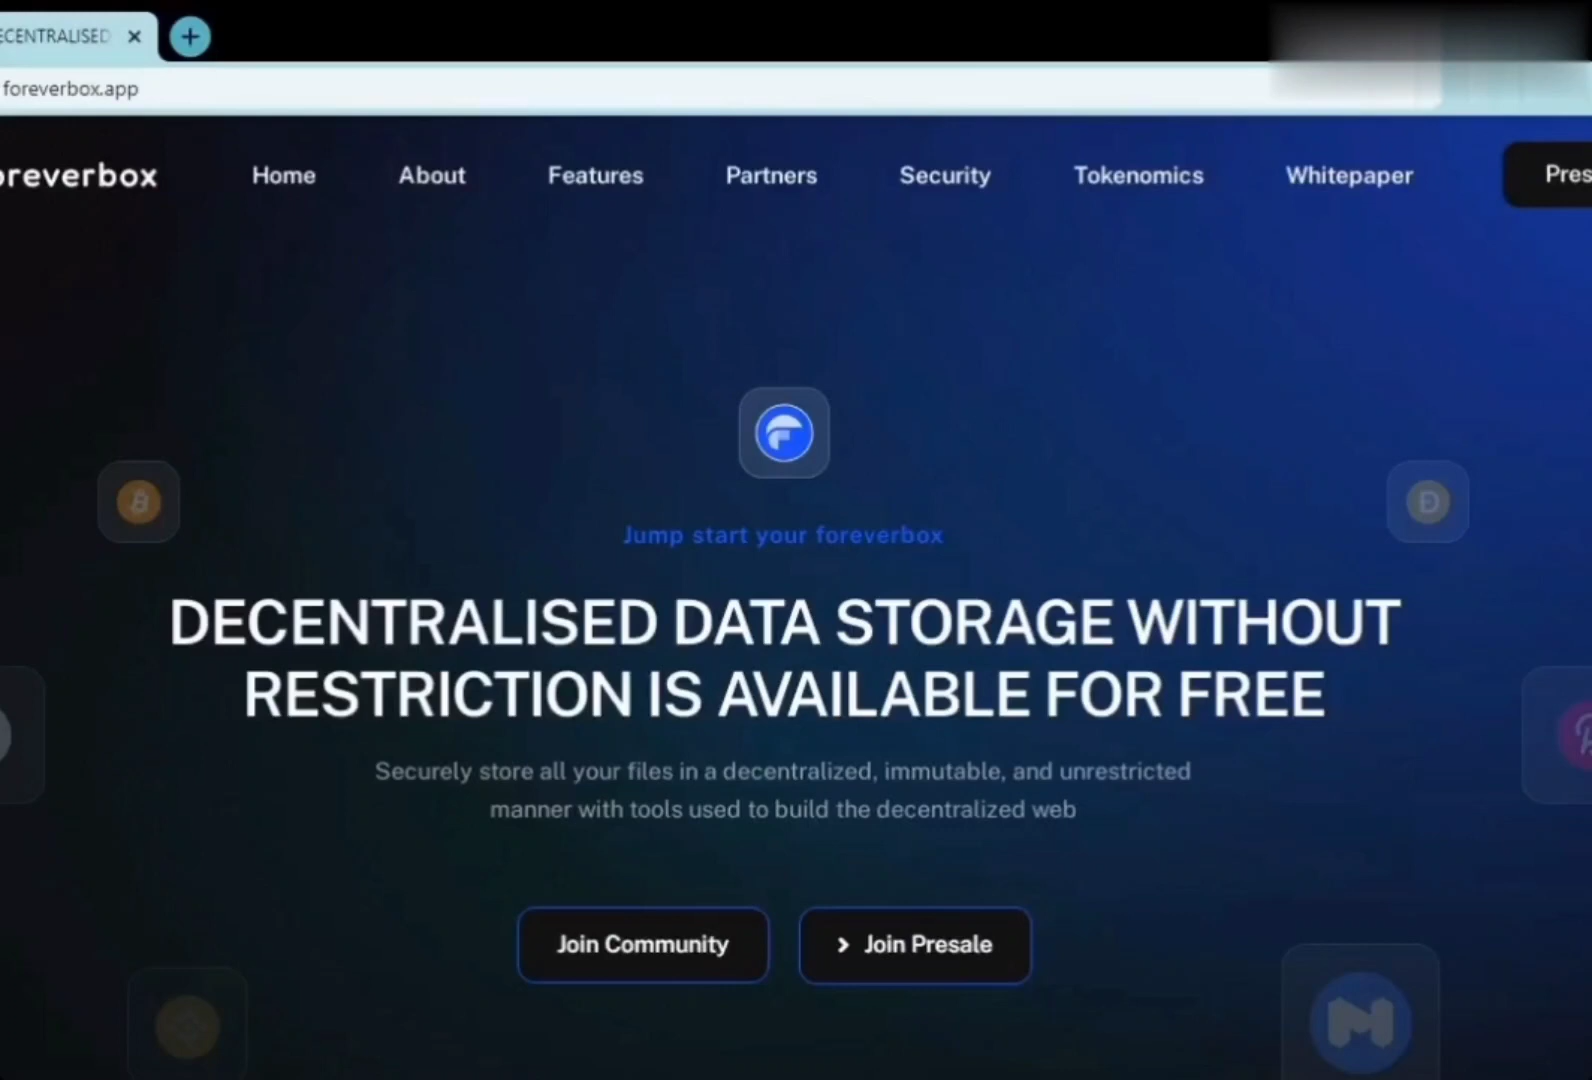 ECENTRALISED
foreverbox.app
oreverbox
Home
About
Features
Partners
Security
Tokenomics
Whitepaper
Pres
Jump start your foreverbox
DECENTRALISED DATA STORAGE WITHOUT
RESTRICTION IS AVAILABLE FOR FREE
Securely store all your files in a decentralized, immutable, and unrestricted
manner with tools used to build the decentralized web
Join Community
Join Presale